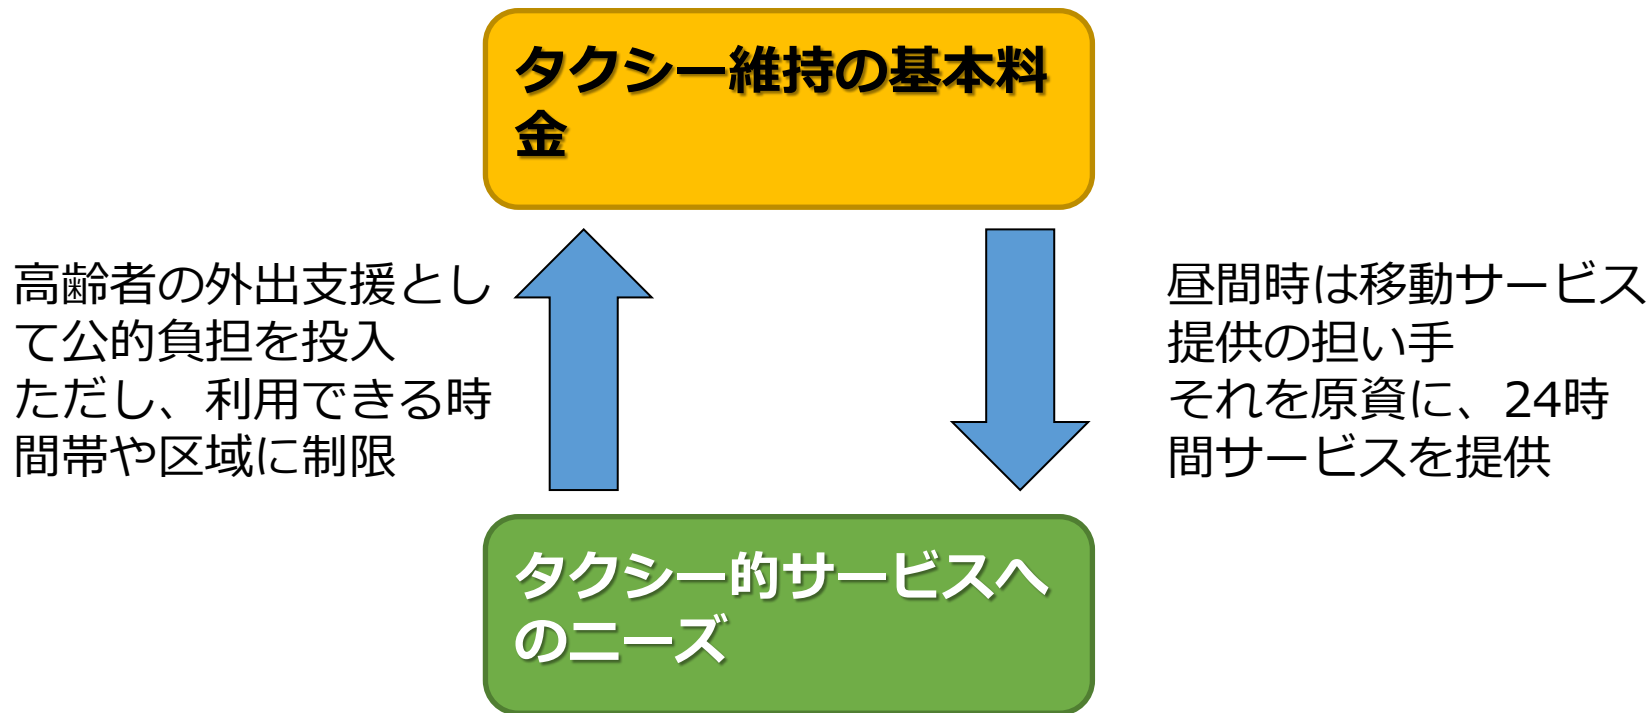 タクシー維持の基本料
金
高齢者の外出支援とし
て公的負担を投入
ただし、利用できる時
間帯や区域に制限
昼間時は移動サービス
提供の担い手
それを原資に、24時
間サービスを提供
タクシー的サービスへ
のニーズ